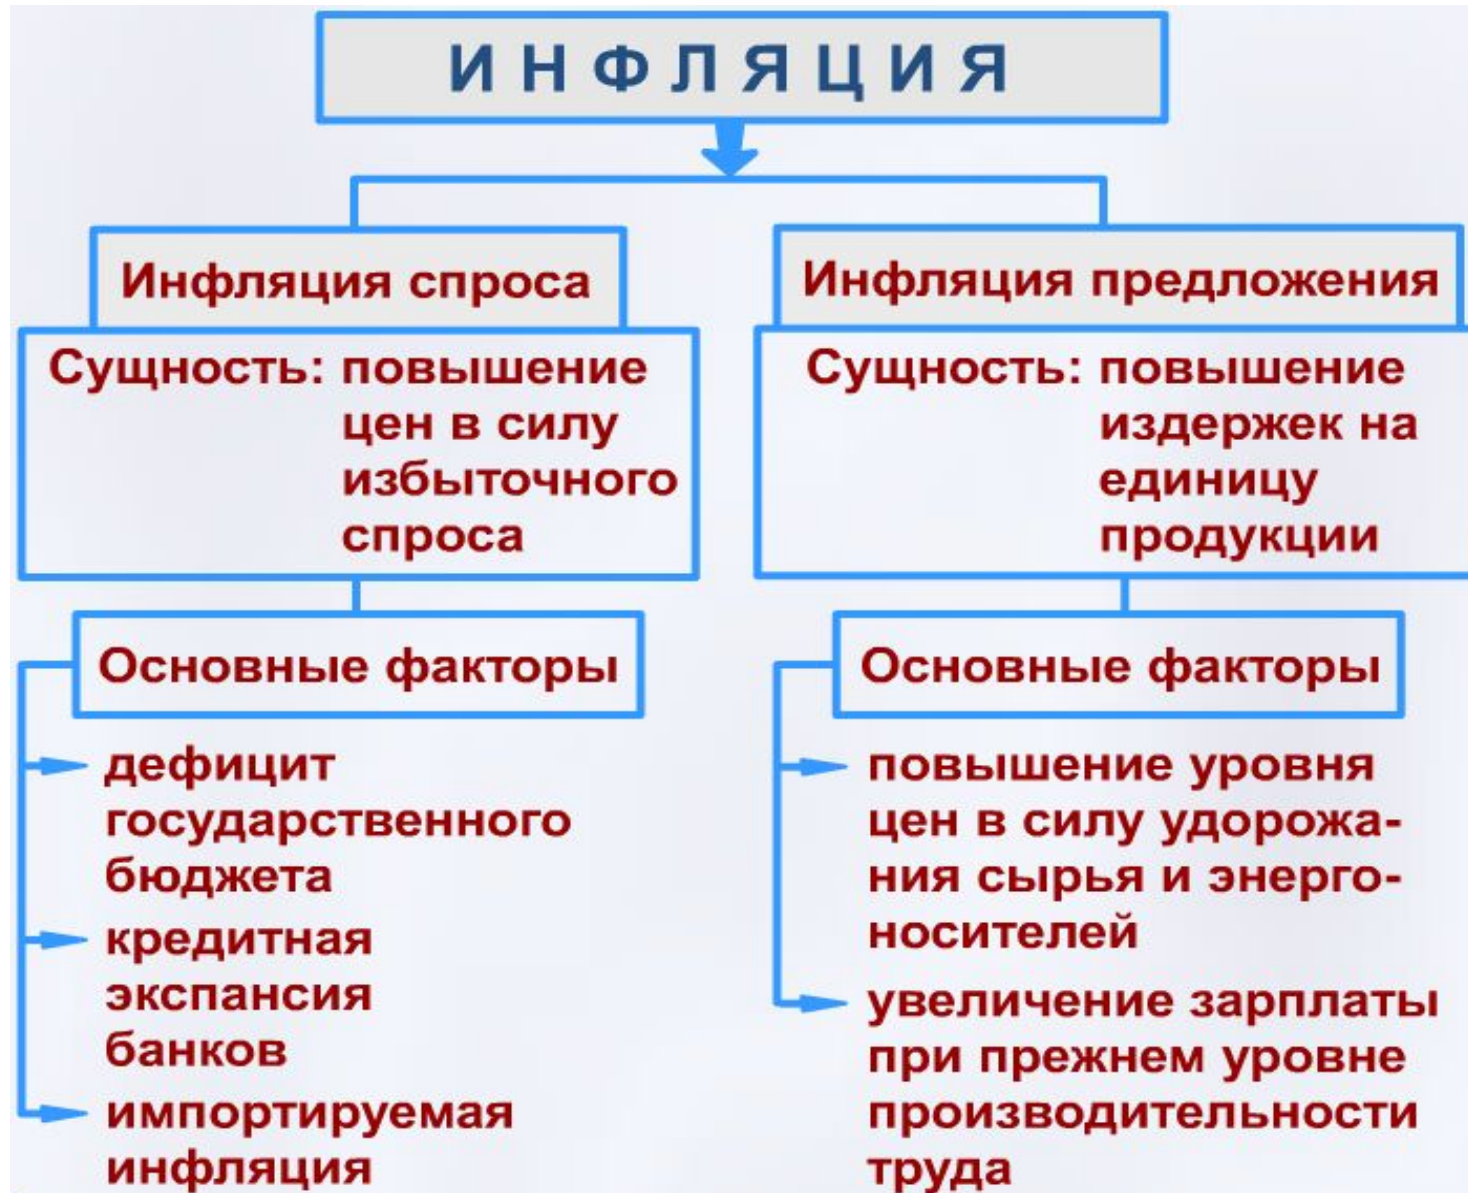 ИНФЛЯЦИЯ
Инфляция спроса
Сущность: повышение
цен в силу
избыточного
спроса
Основные факторы
дефицит
государственного
бюджета
кредитная
экспансия
банков
импортируемая
инфляция
Инфляция предложения
Сущность: повышение
издержек на
единицу
продукции
Основные факторы
повышение уровня
цен в силу удорожа-
ния сырья и энерго-
носителей
увеличение зарплаты
при прежнем уровне
производительности
труда